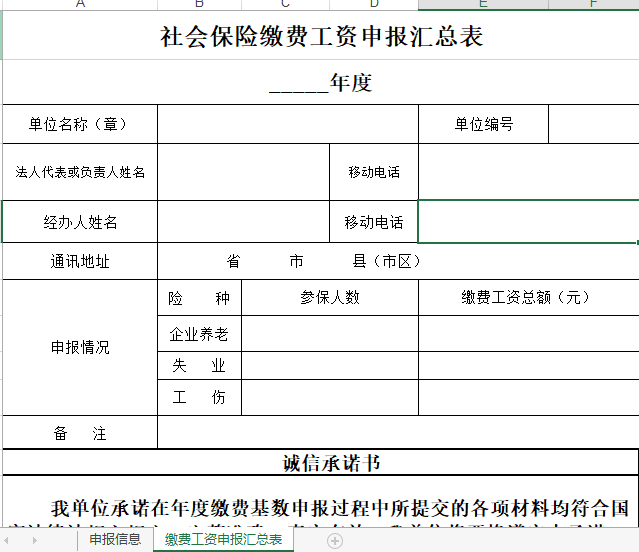 A B C D E F
社会保险缴费工资申报汇总表
_____年度
单位名称（章） 单位编号
法人代表或负责人姓名 移动电话
经办人姓名 移动电话
通讯地址 省 市 县（市区）
申报情况 险 种 参保人数 缴费工资总额（元）
企业养老
失 业
工 伤
备 注
诚信承诺书
我单位承诺在年度缴费基数申报过程中所提交的各项材料均符合国
申报信息 缴费工资申报汇总表